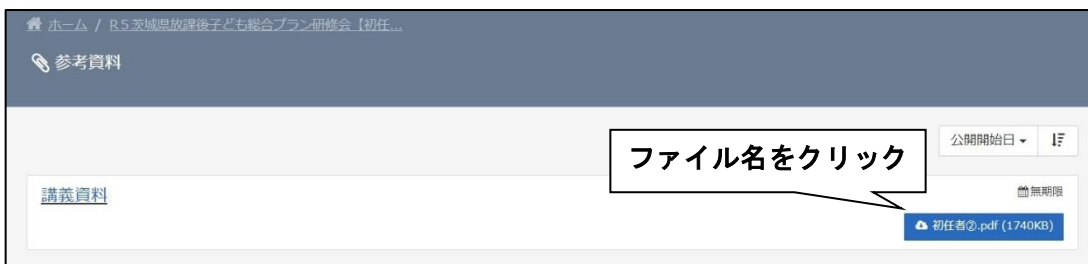 ホーム / R5茨城県放課後子ども総合プラン研修会【初任...
参考資料
公開開始日
ファイル名をクリック
講義資料
無期限
初任者②.pdf (1740KB)